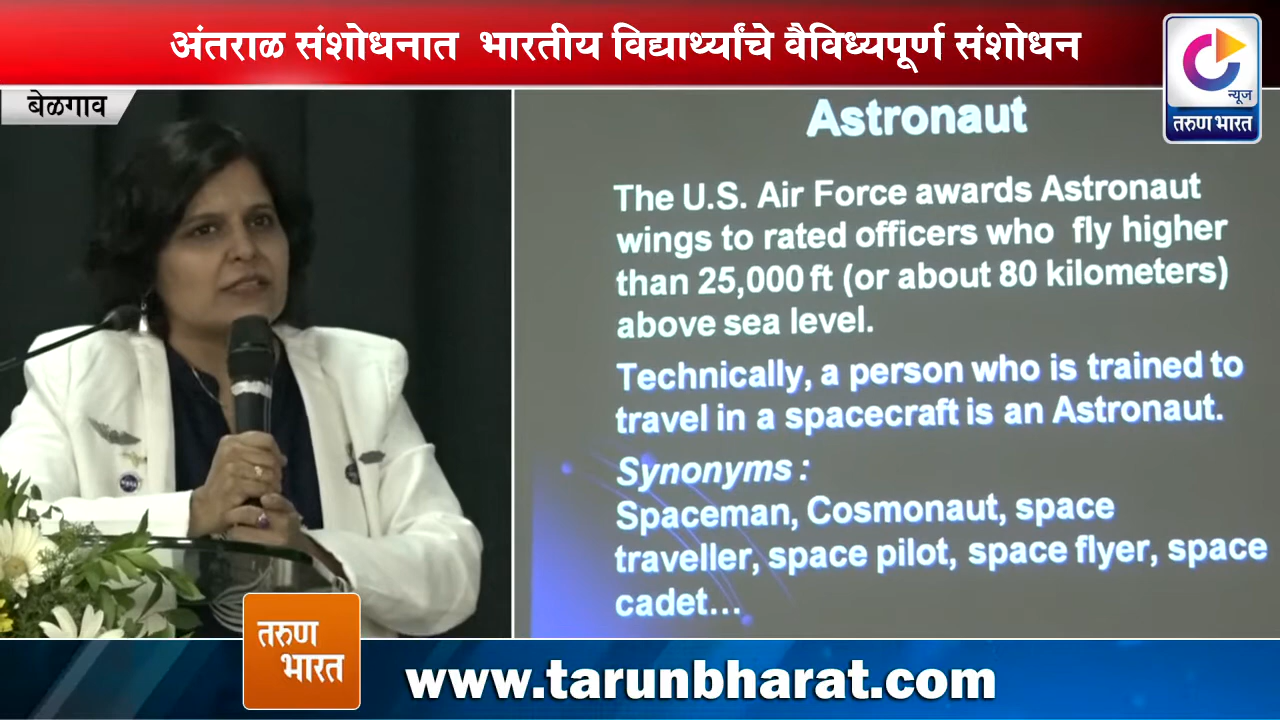 अंतराळ संशोधनात भारतीय विद्यार्थ्यांचे वैविध्यपूर्ण संशोधन
न्यूज
तरुण भारत
बेळगाव
Astronaut
The U.S. Air Force awards Astronaut
wings to rated officers who fly higher
than 25,000 ft (or about 80 kilometers)
above sea level.
Technically, a person who is trained to
travel in a spacecraft is an Astronaut.
Synonyms :
Spaceman, Cosmonaut, space
traveller, space pilot, space flyer, space
cadet...
NASA
तरुण
भारत
www.tarunbharat.com